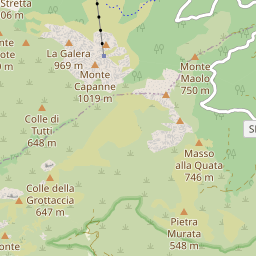 Stretta
06 m
La Galera
969 m
Monte
Capanne
1019 m
Monte
Maolo
750 m
Colle di
Tutti
648 m
Masso
alla Quata
746 m
Colle della
Grottaccia
647 m
Pietra
Murata
548 m
onte